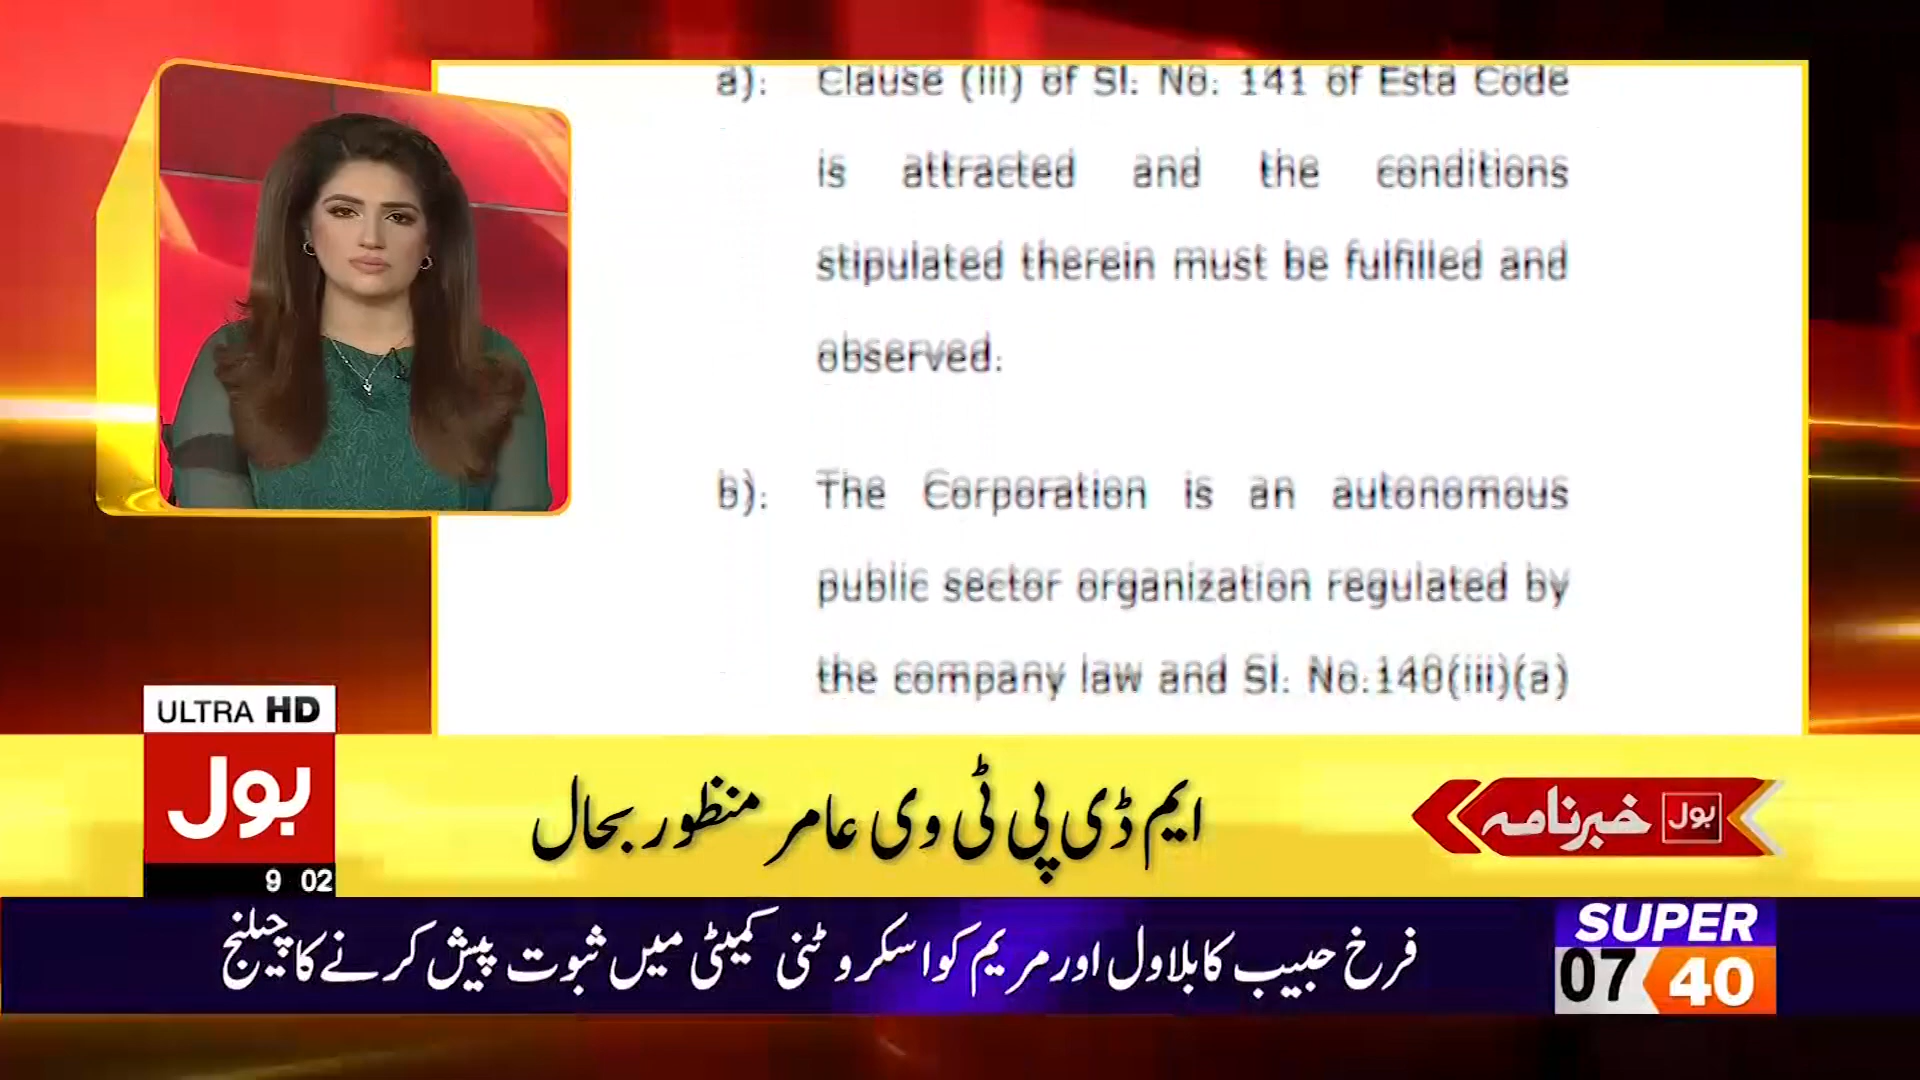 a): Clause (iii) of Sl: No: 141 of Esta Code
is attracted and the conditions
stipulated therein must be fulfilled and
observed.
b): The Corporation is an autonomous
public sector organization regulated by
the company law and Sl: No.140(iii)(a)
ULTRA HD
بول
9 02
ایم ڈی پی ٹی وی عامر منظور بحال
بول خبرنامہ
فرخ حبیب کا بلاول اور مریم کو اسکروٹنی کمیٹی میں ثبوت پیش کرنے کا چیلنج
SUPER
07 40